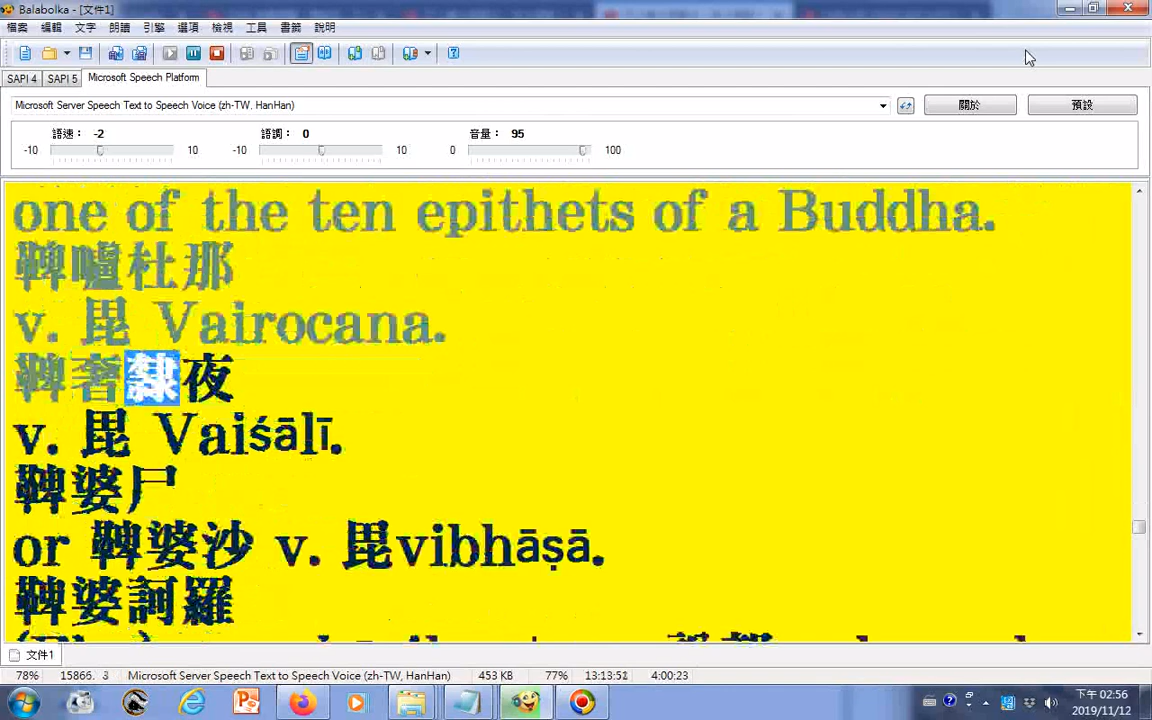 Balabolka - [文件1]
檔案 編輯 文字 朗讀 引擎 選項 檢視 工具 書籤 說明
SAPI 4 SAPI 5 Microsoft Speech Platform
Microsoft Server Speech Text to Speech Voice (zh-TW, HanHan) 關於 預設
語速： -2 語調： 0 音量： 95
-10 10 -10 10 0 100
one of the ten epithets of a Buddha.
鞞嚧杜那
v. 毘 Vairocana.
鞞奢隸夜
v. 毘 Vaiśālī.
鞞婆尸
or 鞞婆沙 v. 毘vibhāṣā.
鞞婆訶羅
文件1
78% 15866. 3 Microsoft Server Speech Text to Speech Voice (zh-TW, HanHan) 453 KB 77% 13:13:51 4:00:23
下午 02:56
2019/11/12